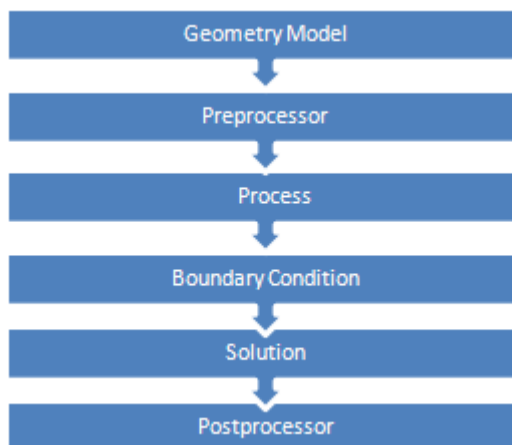 Geometry Model
Preprocessor
Process
Boundary Condition
Solution
Postprocessor